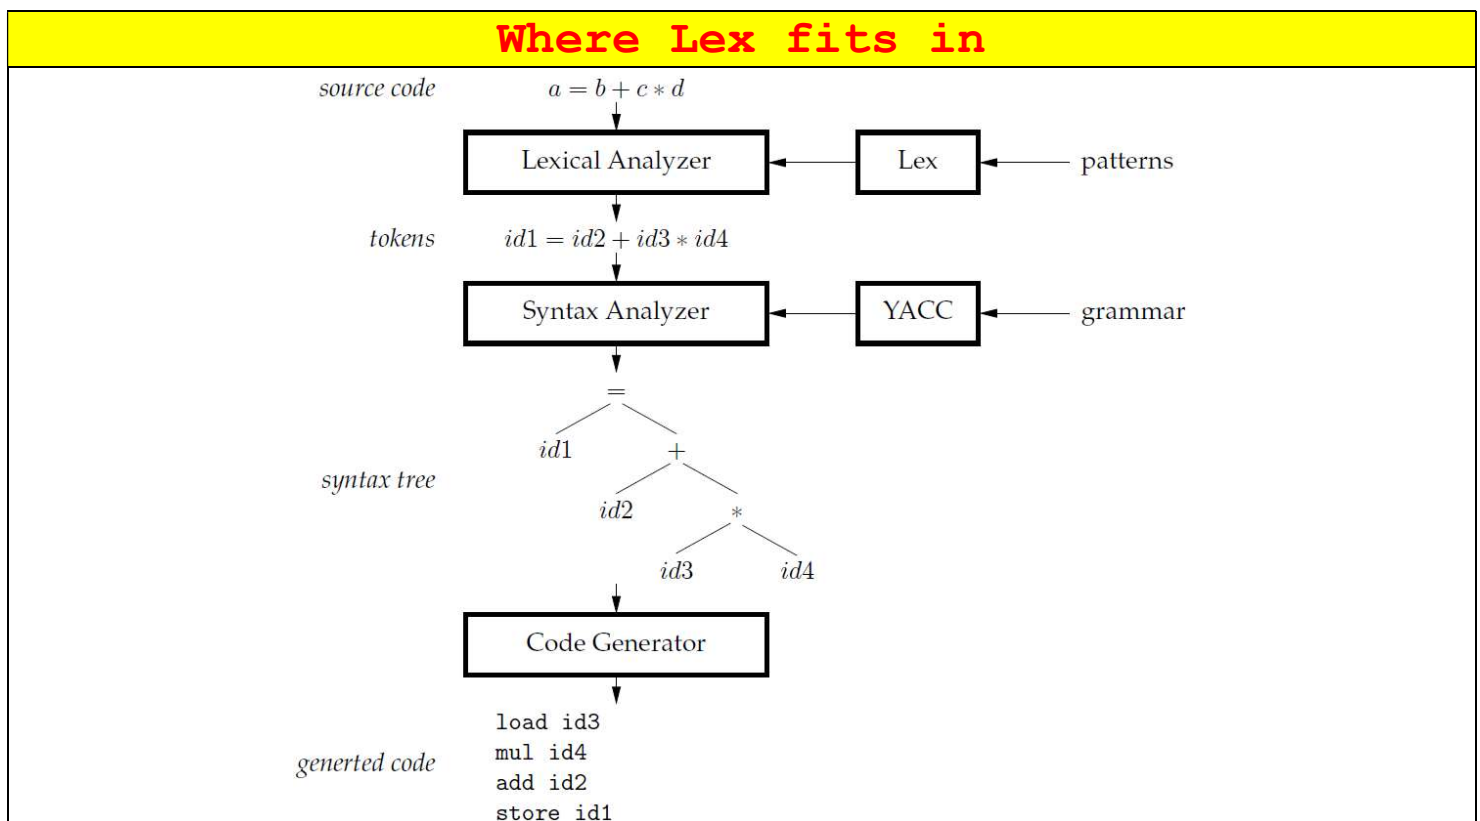 Where Lex fits in
source code a = b + c ∗ d
Lexical Analyzer Lex patterns
tokens id1 = id2 + id3 ∗ id4
Syntax Analyzer YACC grammar
=
id1 +
syntax tree
id2 ∗
id3 id4
Code Generator
load id3
mul id4
generted code
add id2
store id1